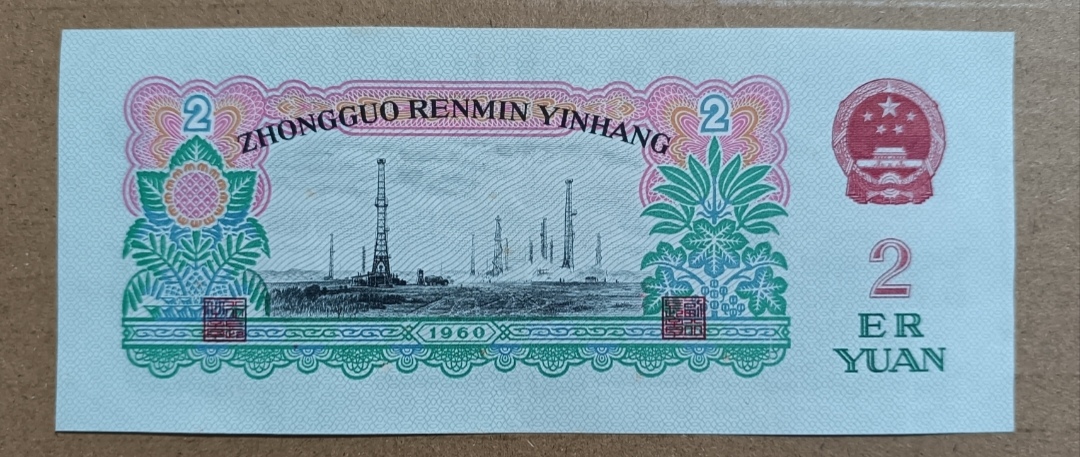 2
2
ZHONGGUO RENMIN YINHANG
2
ER
YUAN
1960